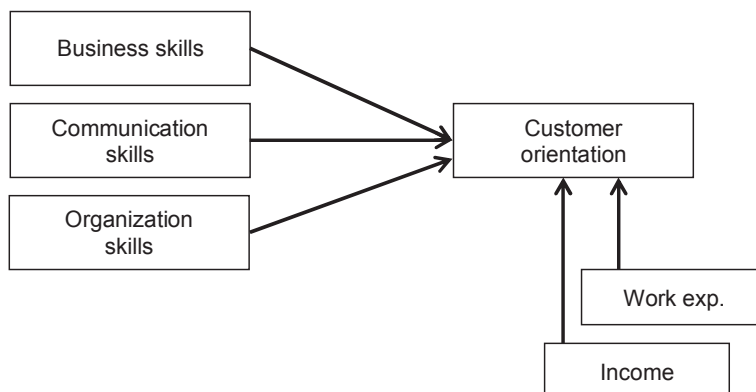 Business skills
Communication
skills
Customer
orientation
Organization
skills
Work exp.
Income